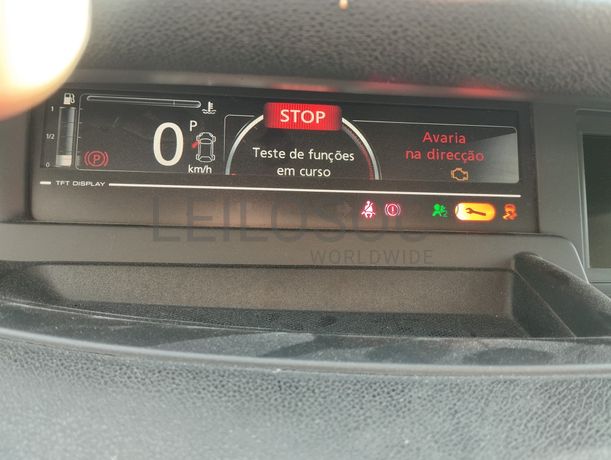 1
1/2
0
P
0
P
km/h
STOP
Teste de funções
em curso
Avaria
na direcção
TFT DISPLAY
LEILOSOC
WORLDWIDE